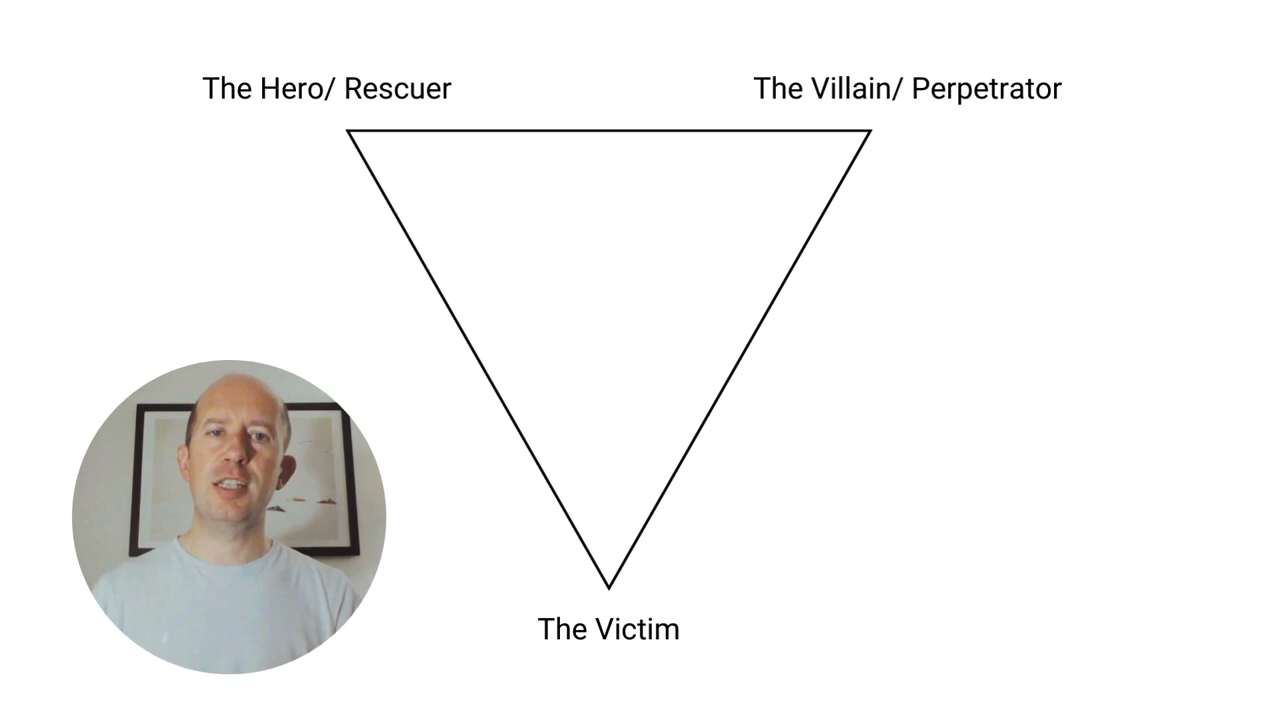 The Hero/ Rescuer
The Villain/ Perpetrator
The Victim